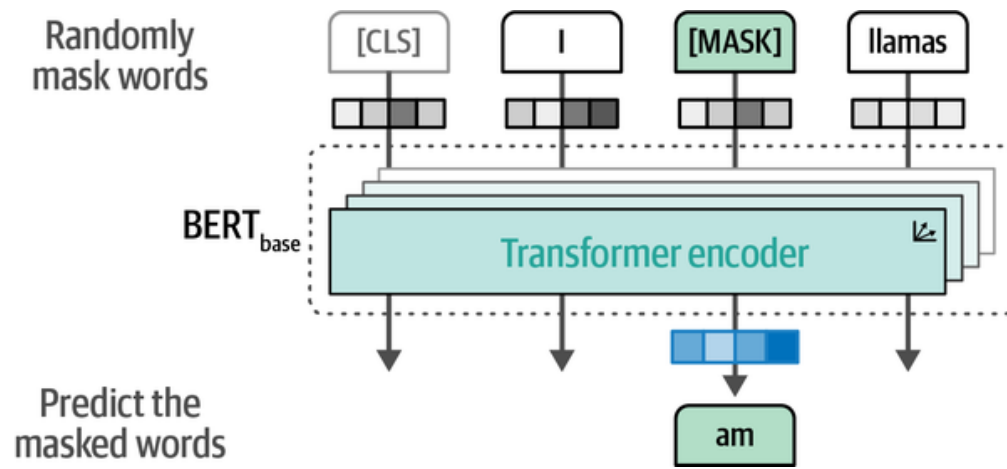 Randomly
mask words
[CLS]
I
[MASK]
llamas
BERTbase
Transformer encoder
Predict the
masked words
am